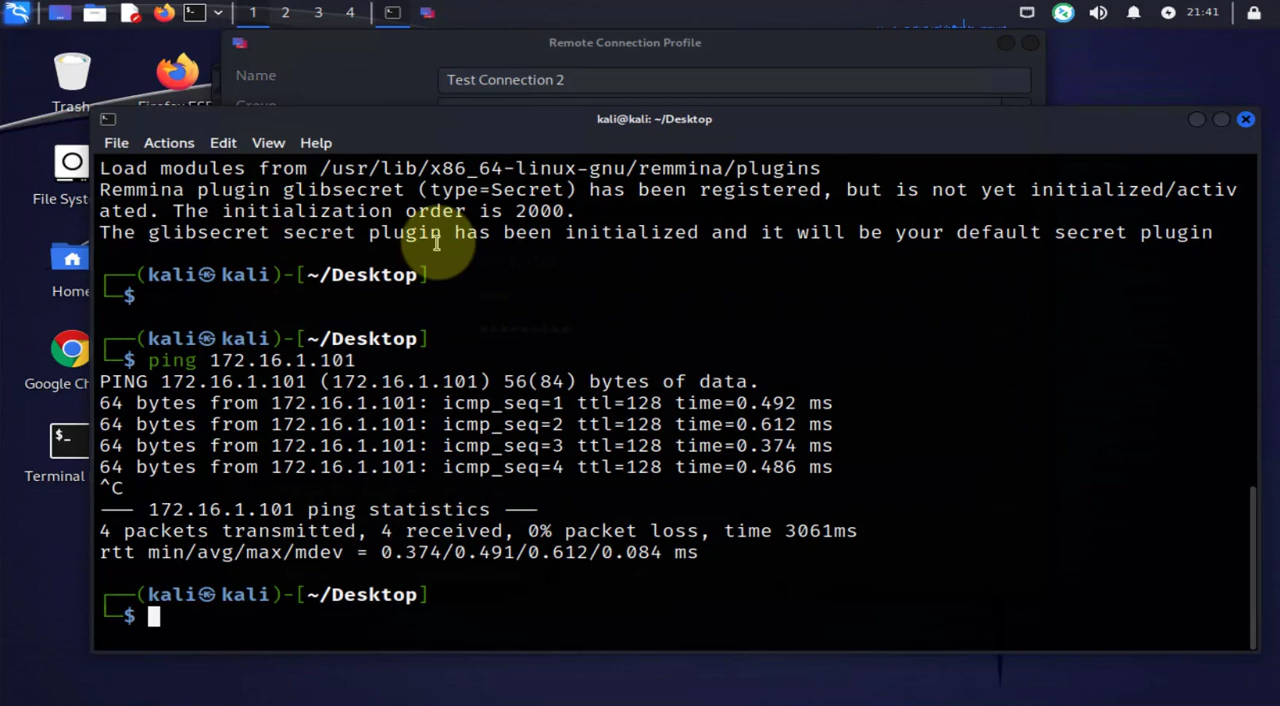 1 2 3 4 21:41
Remote Connection Profile
Name
Test Connection 2
Trash
kali@kali: ~/Desktop
File Actions Edit View Help
Load modules from /usr/lib/x86_64-linux-gnu/remmina/plugins
Remmina plugin glibsecret (type=Secret) has been registered, but is not yet initialized/activ
ated. The initialization order is 2000.
The glibsecret secret plugin has been initialized and it will be your default secret plugin
┌──(kali㉿kali)-[~/Desktop]
└─$
┌──(kali㉿kali)-[~/Desktop]
└─$ ping 172.16.1.101
PING 172.16.1.101 (172.16.1.101) 56(84) bytes of data.
64 bytes from 172.16.1.101: icmp_seq=1 ttl=128 time=0.492 ms
64 bytes from 172.16.1.101: icmp_seq=2 ttl=128 time=0.612 ms
64 bytes from 172.16.1.101: icmp_seq=3 ttl=128 time=0.374 ms
64 bytes from 172.16.1.101: icmp_seq=4 ttl=128 time=0.486 ms
^C
── 172.16.1.101 ping statistics ──
4 packets transmitted, 4 received, 0% packet loss, time 3061ms
rtt min/avg/max/mdev = 0.374/0.491/0.612/0.084 ms
┌──(kali㉿kali)-[~/Desktop]
└─$
File Syst
Home
Google Ch
$_
Terminal